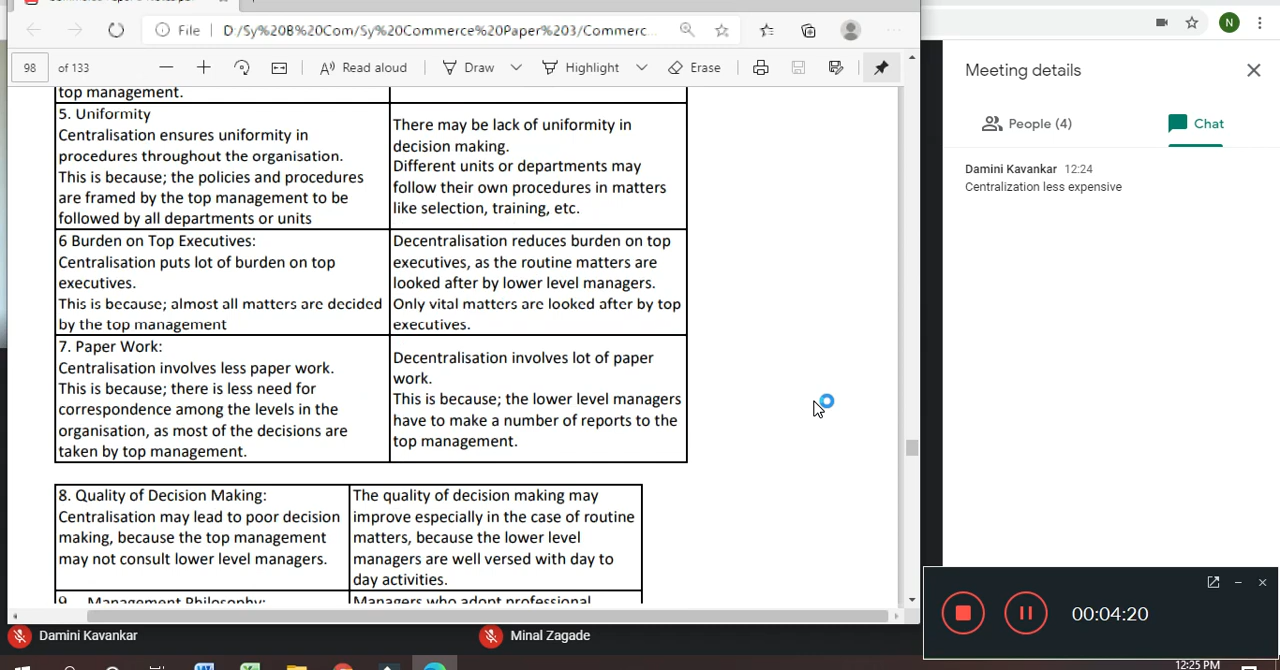 File | D:/Sy%20B%20Com/Sy%20Commerce%20Paper%203/Commerc...
N
98 of 133
Read aloud
Draw
Highlight
Erase
top management.
5. Uniformity
Centralisation ensures uniformity in
procedures throughout the organisation.
This is because; the policies and procedures
are framed by the top management to be
followed by all departments or units
There may be lack of uniformity in
decision making.
Different units or departments may
follow their own procedures in matters
like selection, training, etc.
6 Burden on Top Executives:
Centralisation puts lot of burden on top
executives.
This is because; almost all matters are decided
by the top management
Decentralisation reduces burden on top
executives, as the routine matters are
looked after by lower level managers.
Only vital matters are looked after by top
executives.
7. Paper Work:
Centralisation involves less paper work.
This is because; there is less need for
correspondence among the levels in the
organisation, as most of the decisions are
taken by top management.
Decentralisation involves lot of paper
work.
This is because; the lower level managers
have to make a number of reports to the
top management.
8. Quality of Decision Making:
Centralisation may lead to poor decision
making, because the top management
may not consult lower level managers.
The quality of decision making may
improve especially in the case of routine
matters, because the lower level
managers are well versed with day to
day activities.
9. Management Philosophy:
Managers who adopt professional
Meeting details
People (4)
Chat
Damini Kavankar 12:24
Centralization less expensive
00:04:20
Damini Kavankar
Minal Zagade
12:25 PM